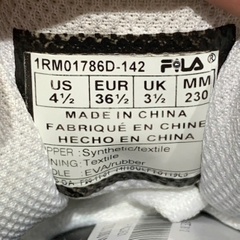 1RM01786D-142 FILA
US EUR UK MM
4½ 36½ 3½ 230
MADE IN CHINA
FABRIQUÉ EN CHINE
HECHO EN CHINA
UPPER: Synthetic/textile
LINING: Textile
SOLE: EVA/rubber